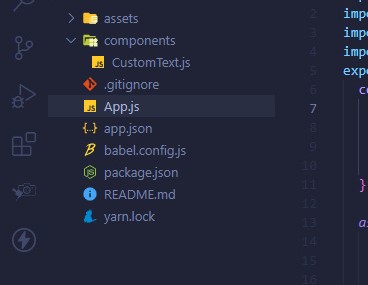 assets
components
JS CustomText.js
.gitignore
JS App.js
{..} app.json
B babel.config.js
JS package.json
i README.md
yarn.lock
2 impo
3 impo
4 impo
5 expo
6 co
7
8
9
10
11 }
12
13 as
14
15
16